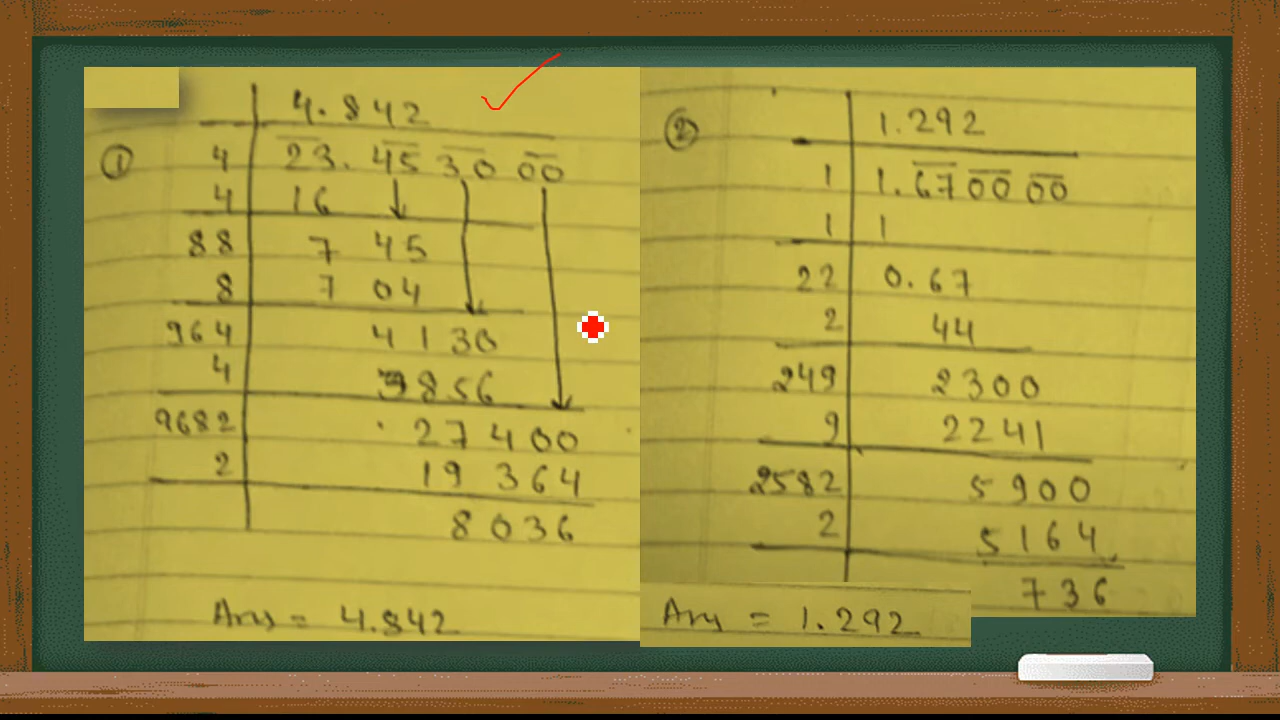 ①
4.842
4 23.45 30 00
4 16
88 7 45
8 7 04
964 4130
4 3856
9682 27400
2 19 364
8036
Ans = 4.842
②
1.292
1 1.67 00 00
1 1
22 0.67
2 44
249 2300
9 2241
2582 5900
2 5164
736
Ans = 1.292